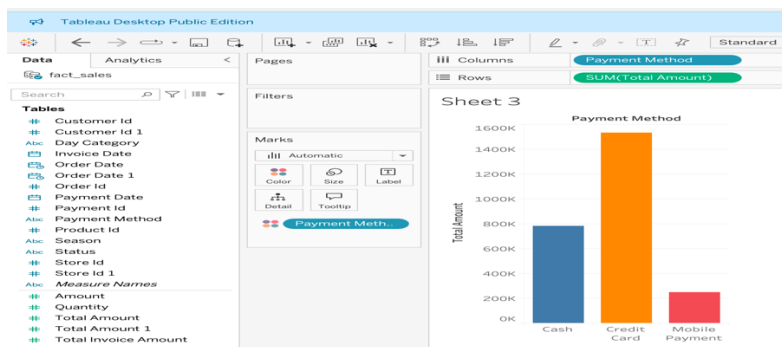 Tableau Desktop Public Edition
Standard
Data
Analytics
<
fact_sales
Search
Tables
# Customer Id
# Customer Id 1
Abc Day Category
Invoice Date
Order Date
Order Date 1
# Order Id
Payment Date
# Payment Id
Abc Payment Method
# Product Id
Abc Season
Abc Status
# Store Id
# Store Id 1
Abc Measure Names
# Amount
# Quantity
# Total Amount
# Total Amount 1
# Total Invoice Amount
Pages
Filters
Marks
Automatic
Color
Size
Label
Detail
Tooltip
Payment Meth..
Columns
Payment Method
Rows
SUM(Total Amount)
Sheet 3
Payment Method
Total Amount
1600K
1400K
1200K
1000K
800K
600K
400K
200K
0K
Cash
Credit
Card
Mobile
Payment